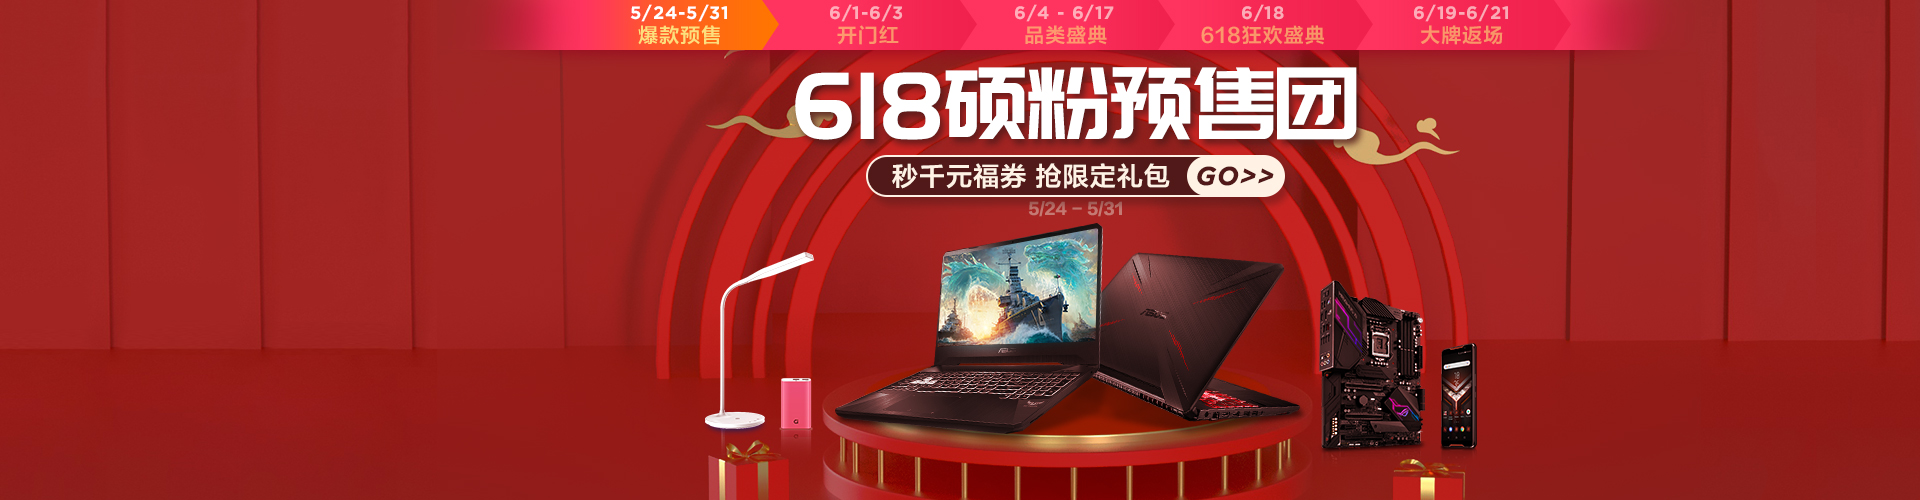 5/24-5/31
爆款预售
6/1-6/3
开门红
6/4 - 6/17
品类盛典
6/18
618狂欢盛典
6/19-6/21
大牌返场
618硕粉预售团
秒千元福券 抢限定礼包 GO>>
5/24 - 5/31